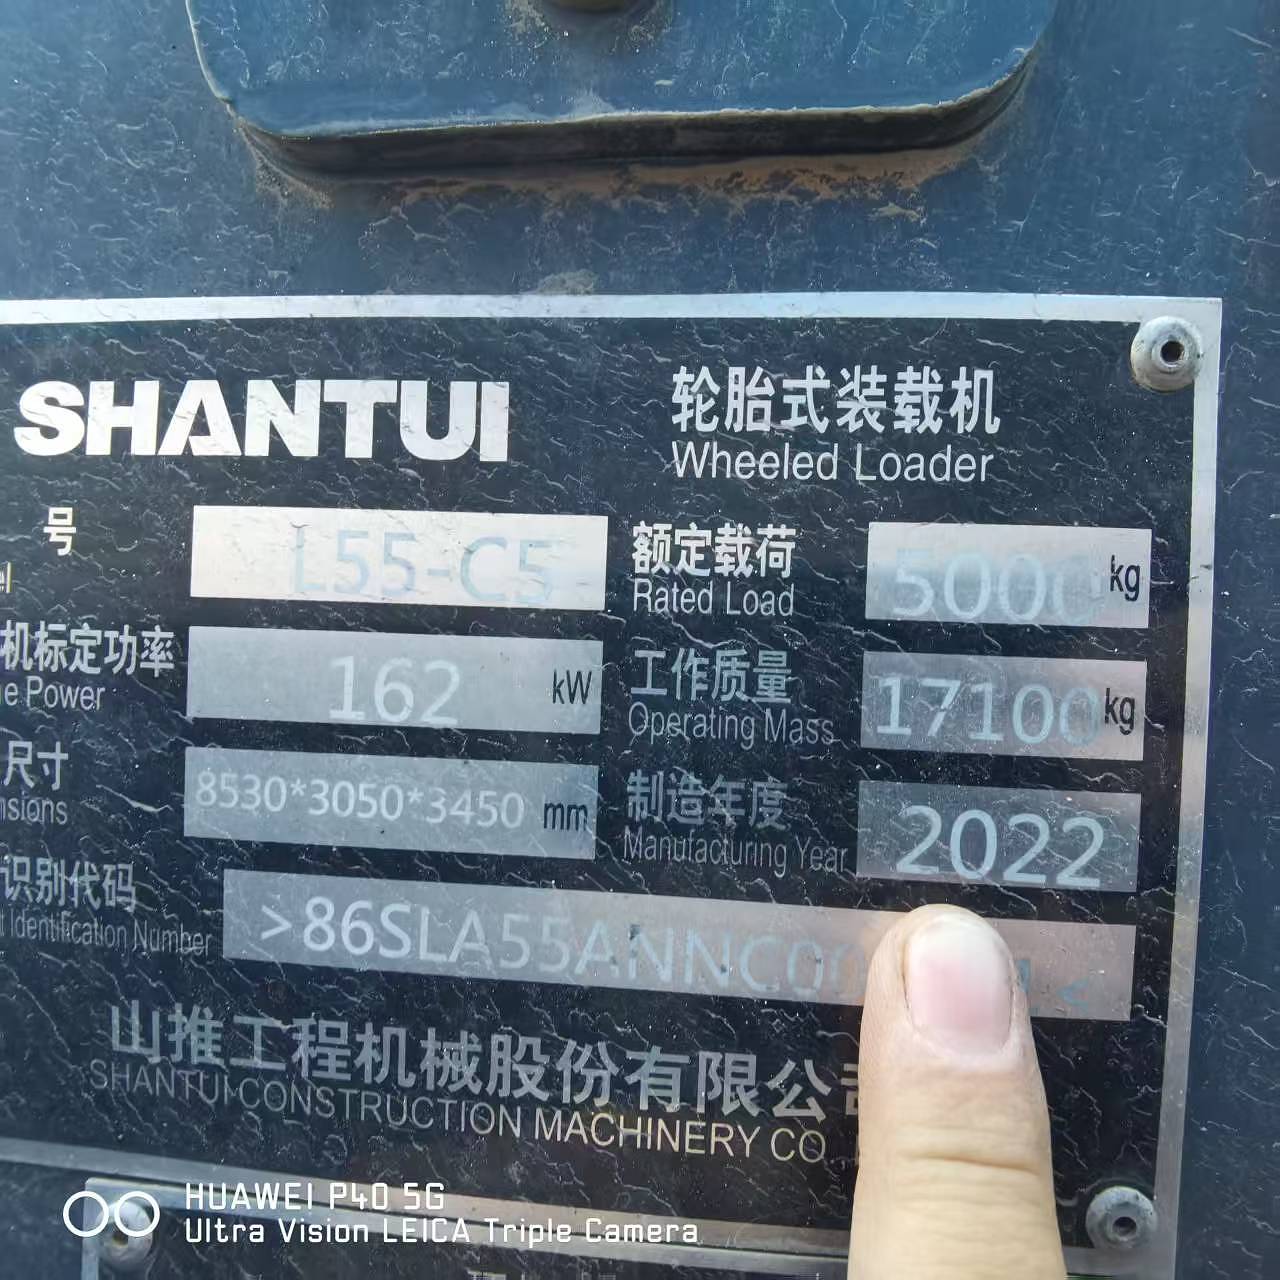 SHANTUI
轮胎式装载机
Wheeled Loader
号
L55-C5
额定载荷
Rated Load
5000 kg
机标定功率
Power
162 kW
工作质量
Operating Mass
17100 kg
尺寸
8530*3050*3450 mm
制造年度
Manufacturing Year
2022
识别代码
Identification Number
>86SLA55ANNC0
<
山推工程机械股份有限公
SHANTUI CONSTRUCTION MACHINERY CO
HUAWEI P40 5G
Ultra Vision LEICA Triple Camera